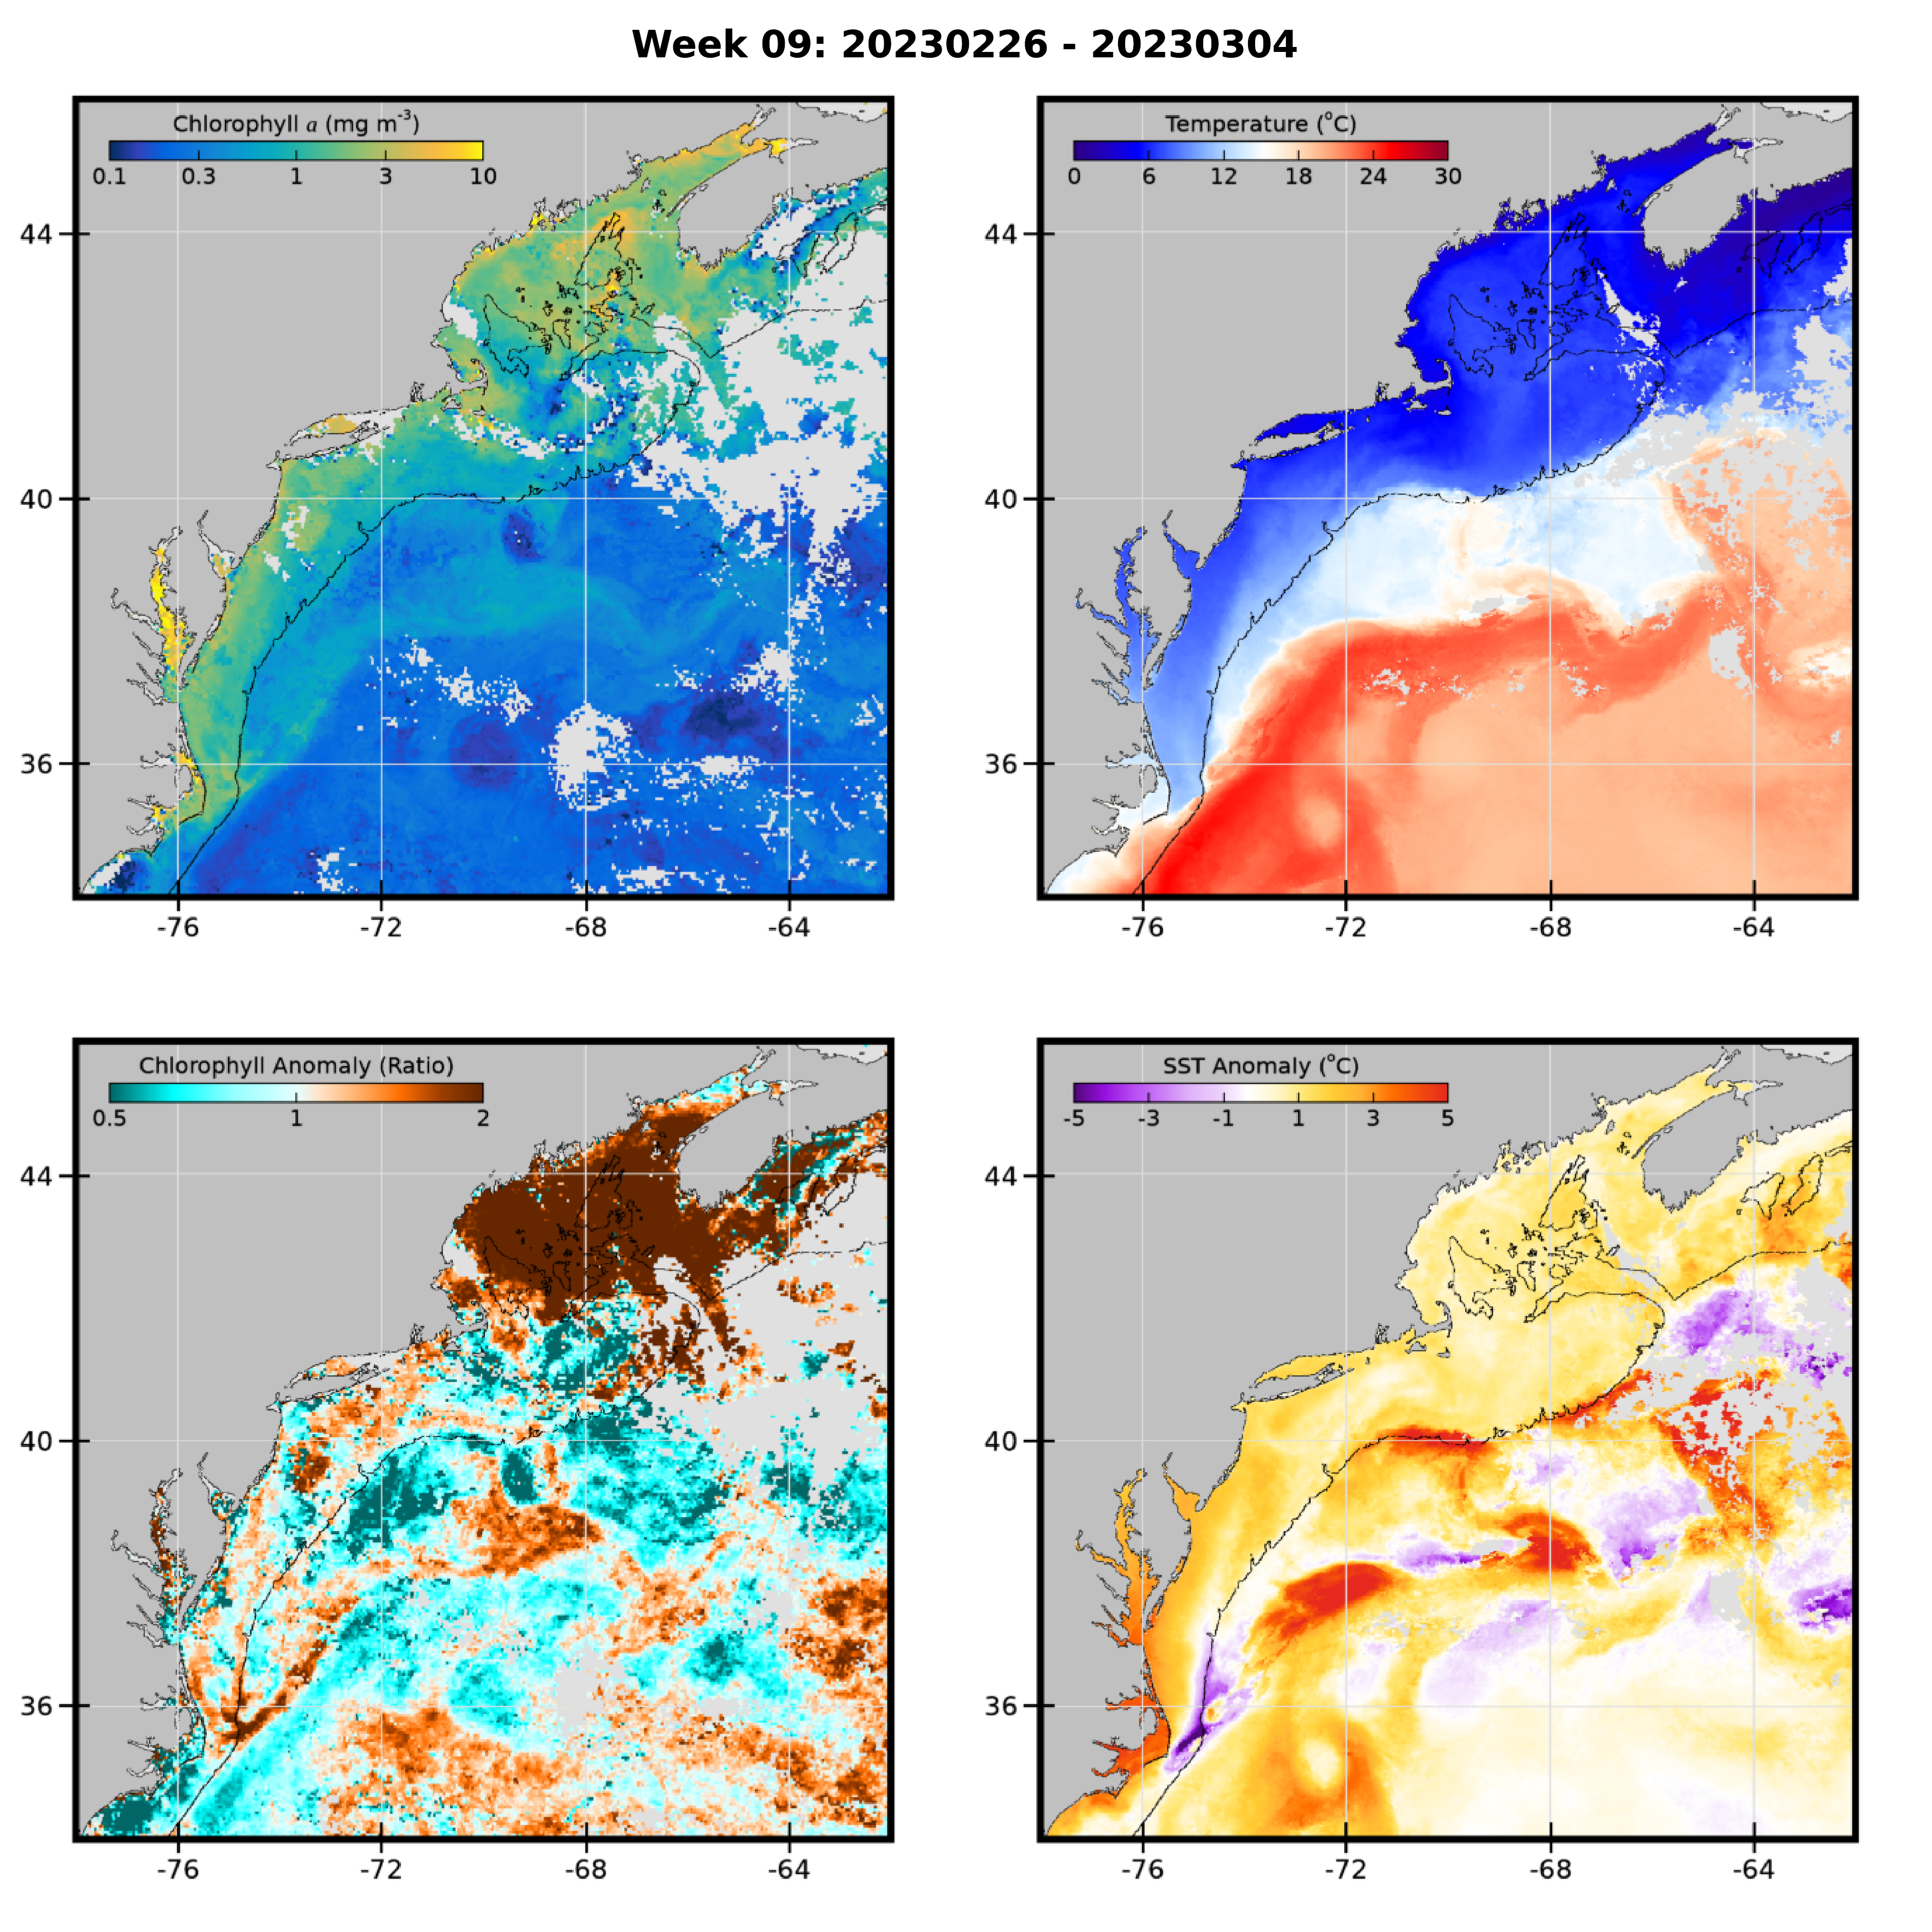 Week 09: 20230226 - 20230304
Chlorophyll a (mg m-3)
0.1 0.3 1 3 10
44
40
36
-76 -72 -68 -64
Temperature (oC)
0 6 12 18 24 30
44
40
36
-76 -72 -68 -64
Chlorophyll Anomaly (Ratio)
0.5 1 2
44
40
36
-76 -72 -68 -64
SST Anomaly (oC)
-5 -3 -1 1 3 5
44
40
36
-76 -72 -68 -64